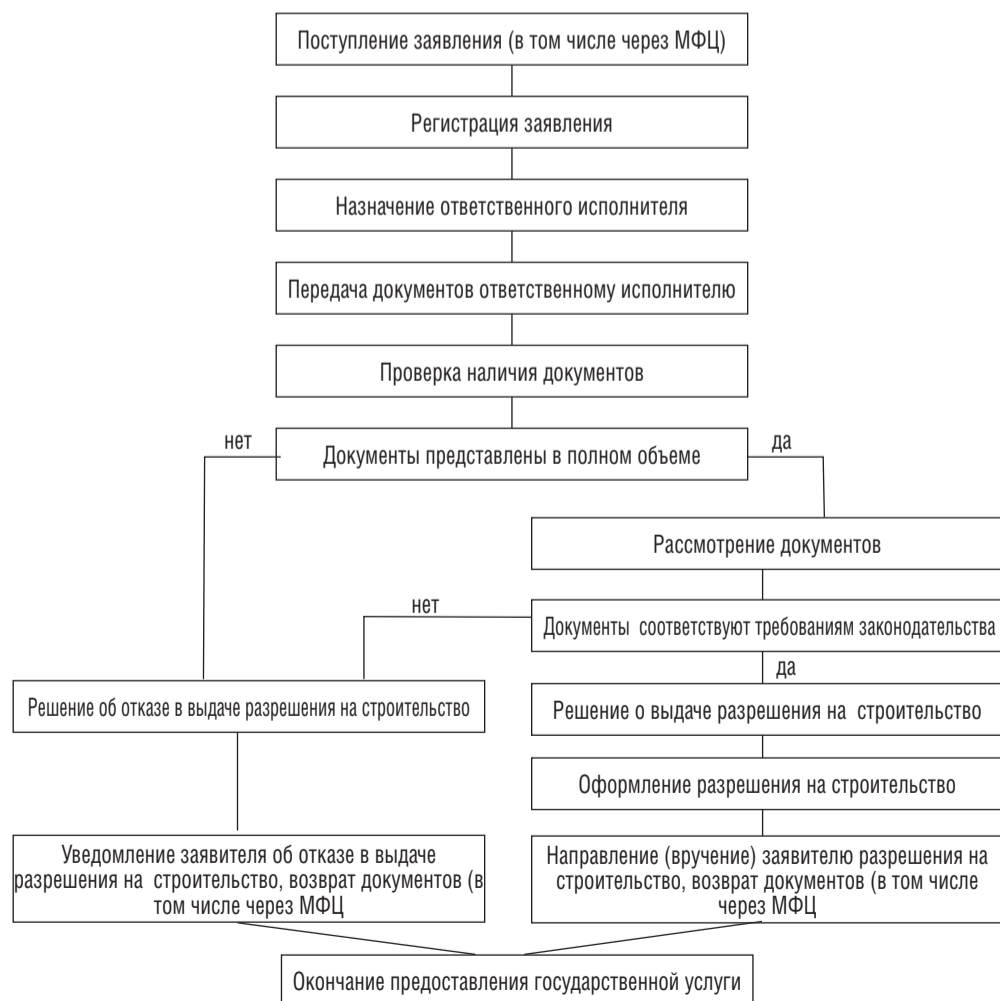 Поступление заявления (в том числе через МФЦ)
Регистрация заявления
Назначение ответственного исполнителя
Передача документов ответственному исполнителю
Проверка наличия документов
нет
Документы представлены в полном объеме
да
Рассмотрение документов
нет
Документы соответствуют требованиям законодательства
да
Решение об отказе в выдаче разрешения на строительство
Решение о выдаче разрешения на строительство
Оформление разрешения на строительство
Уведомление заявителя об отказе в выдаче
разрешения на строительство, возврат документов (в
том числе через МФЦ
Направление (вручение) заявителю разрешения на
строительство, возврат документов (в том числе
через МФЦ
Окончание предоставления государственной услуги